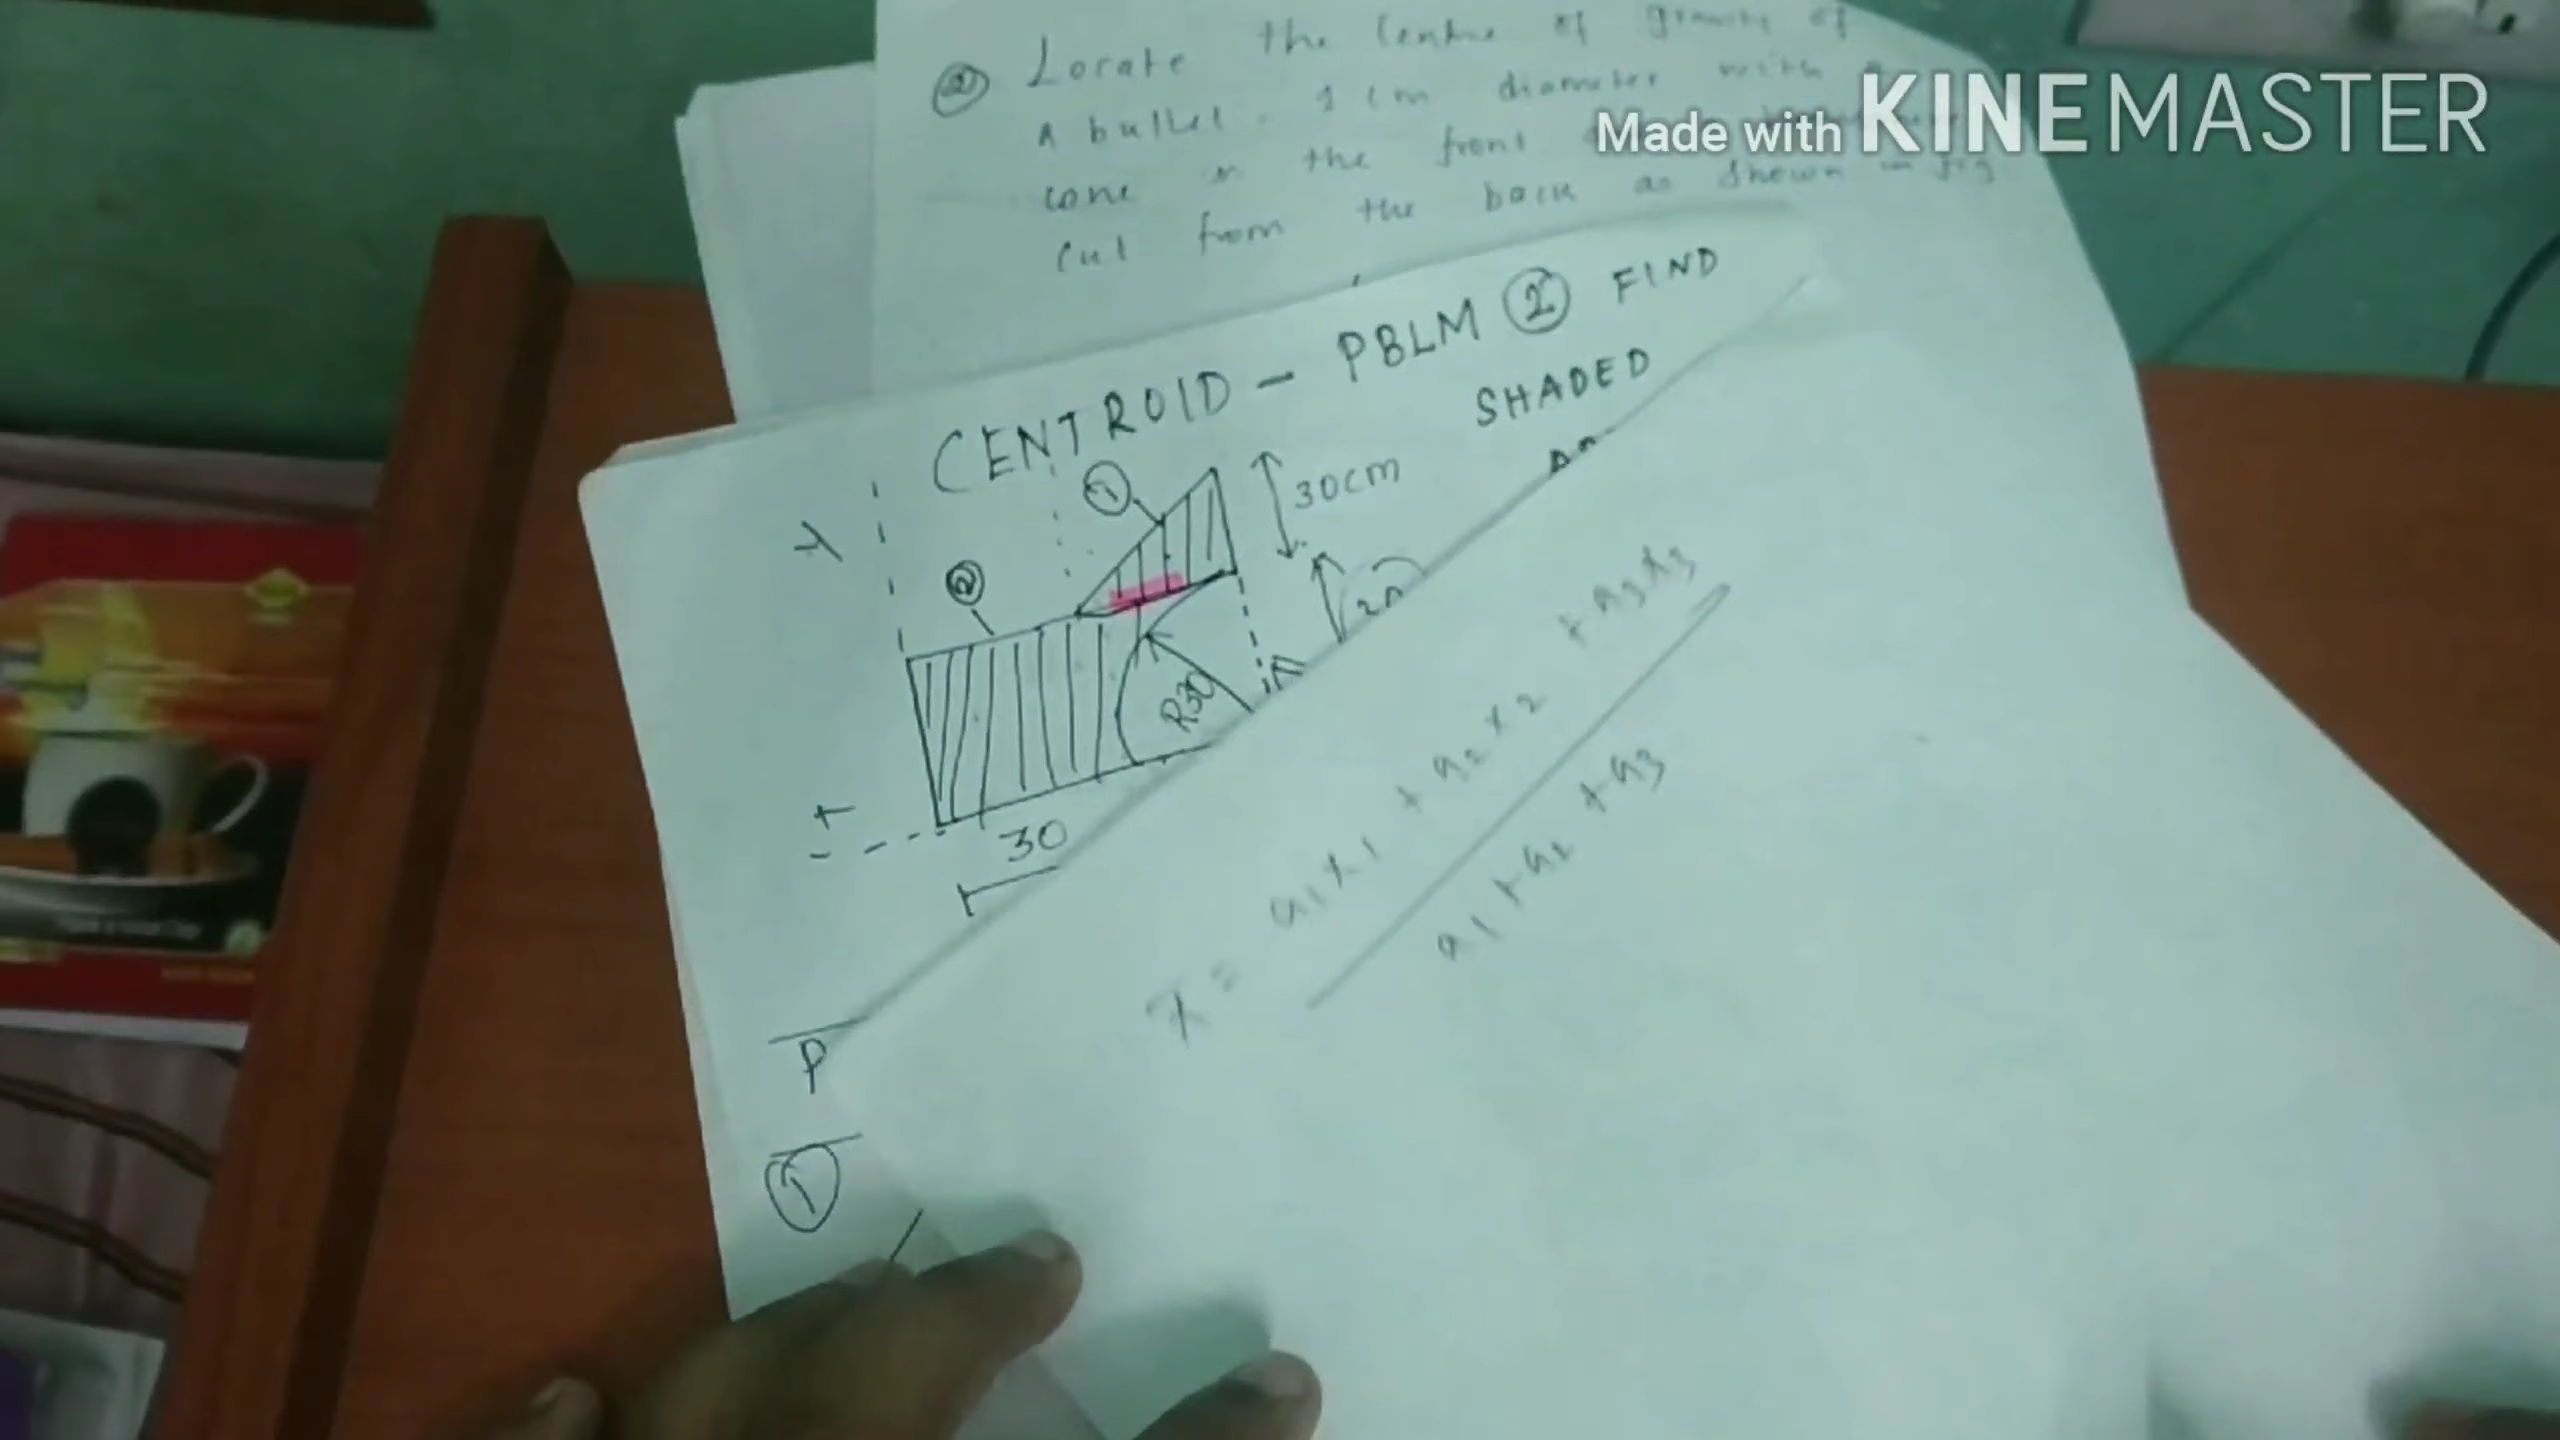 ② Locate the Centre of gravity of
A bullet. 1 cm diameter with
cone in the front
cut from the back as shown in fig
Made with KINEMASTER
CENTROID - PBLM ② FIND
SHADED
①
30cm
②
R30
30
x̄ = a1x1 + a2x2 + a3x3
a1 + a2 + a3
P
①